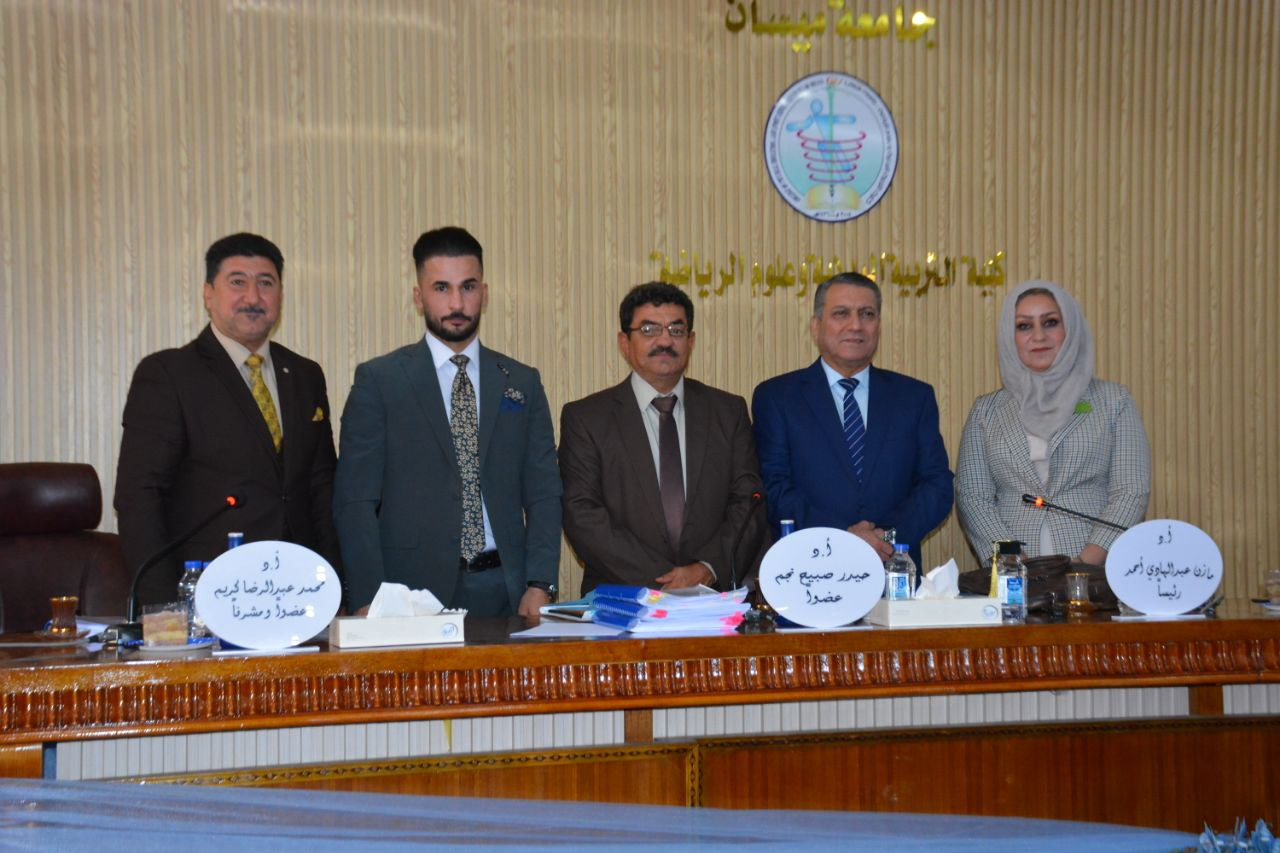 جامعة ميسان
كلية التربية البدنية وعلوم الرياضة
أ.د
محمد عبدالرضا كريم
عضواً ومشرفاً
أ.د
حيدر صبيح نجم
عضواً
أ.د
مازن عبدالهادي أحمد
رئيساً